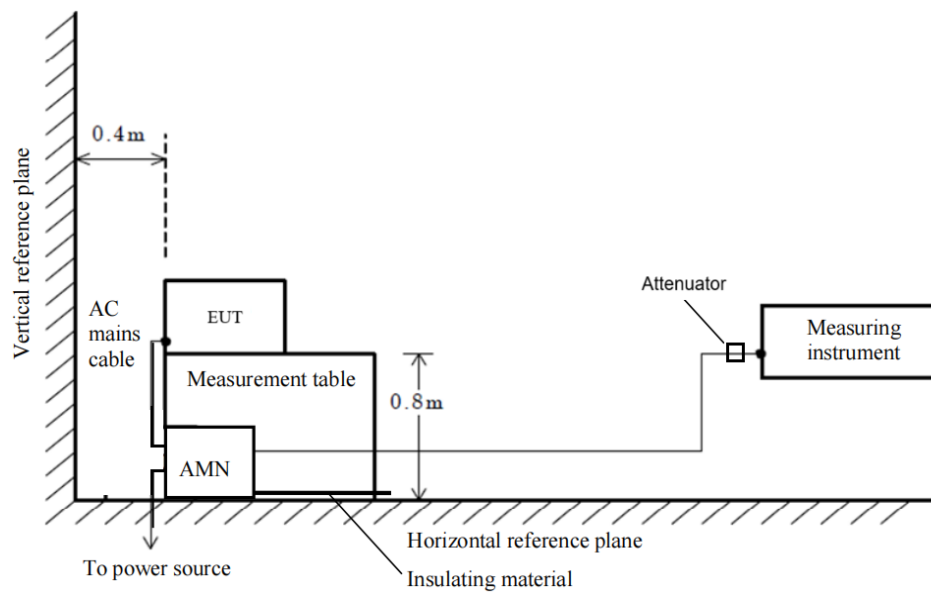 Vertical reference plane
0.4m
AC
mains
cable
EUT
Measurement table
0.8m
AMN
Attenuator
Measuring
instrument
To power source
Horizontal reference plane
Insulating material